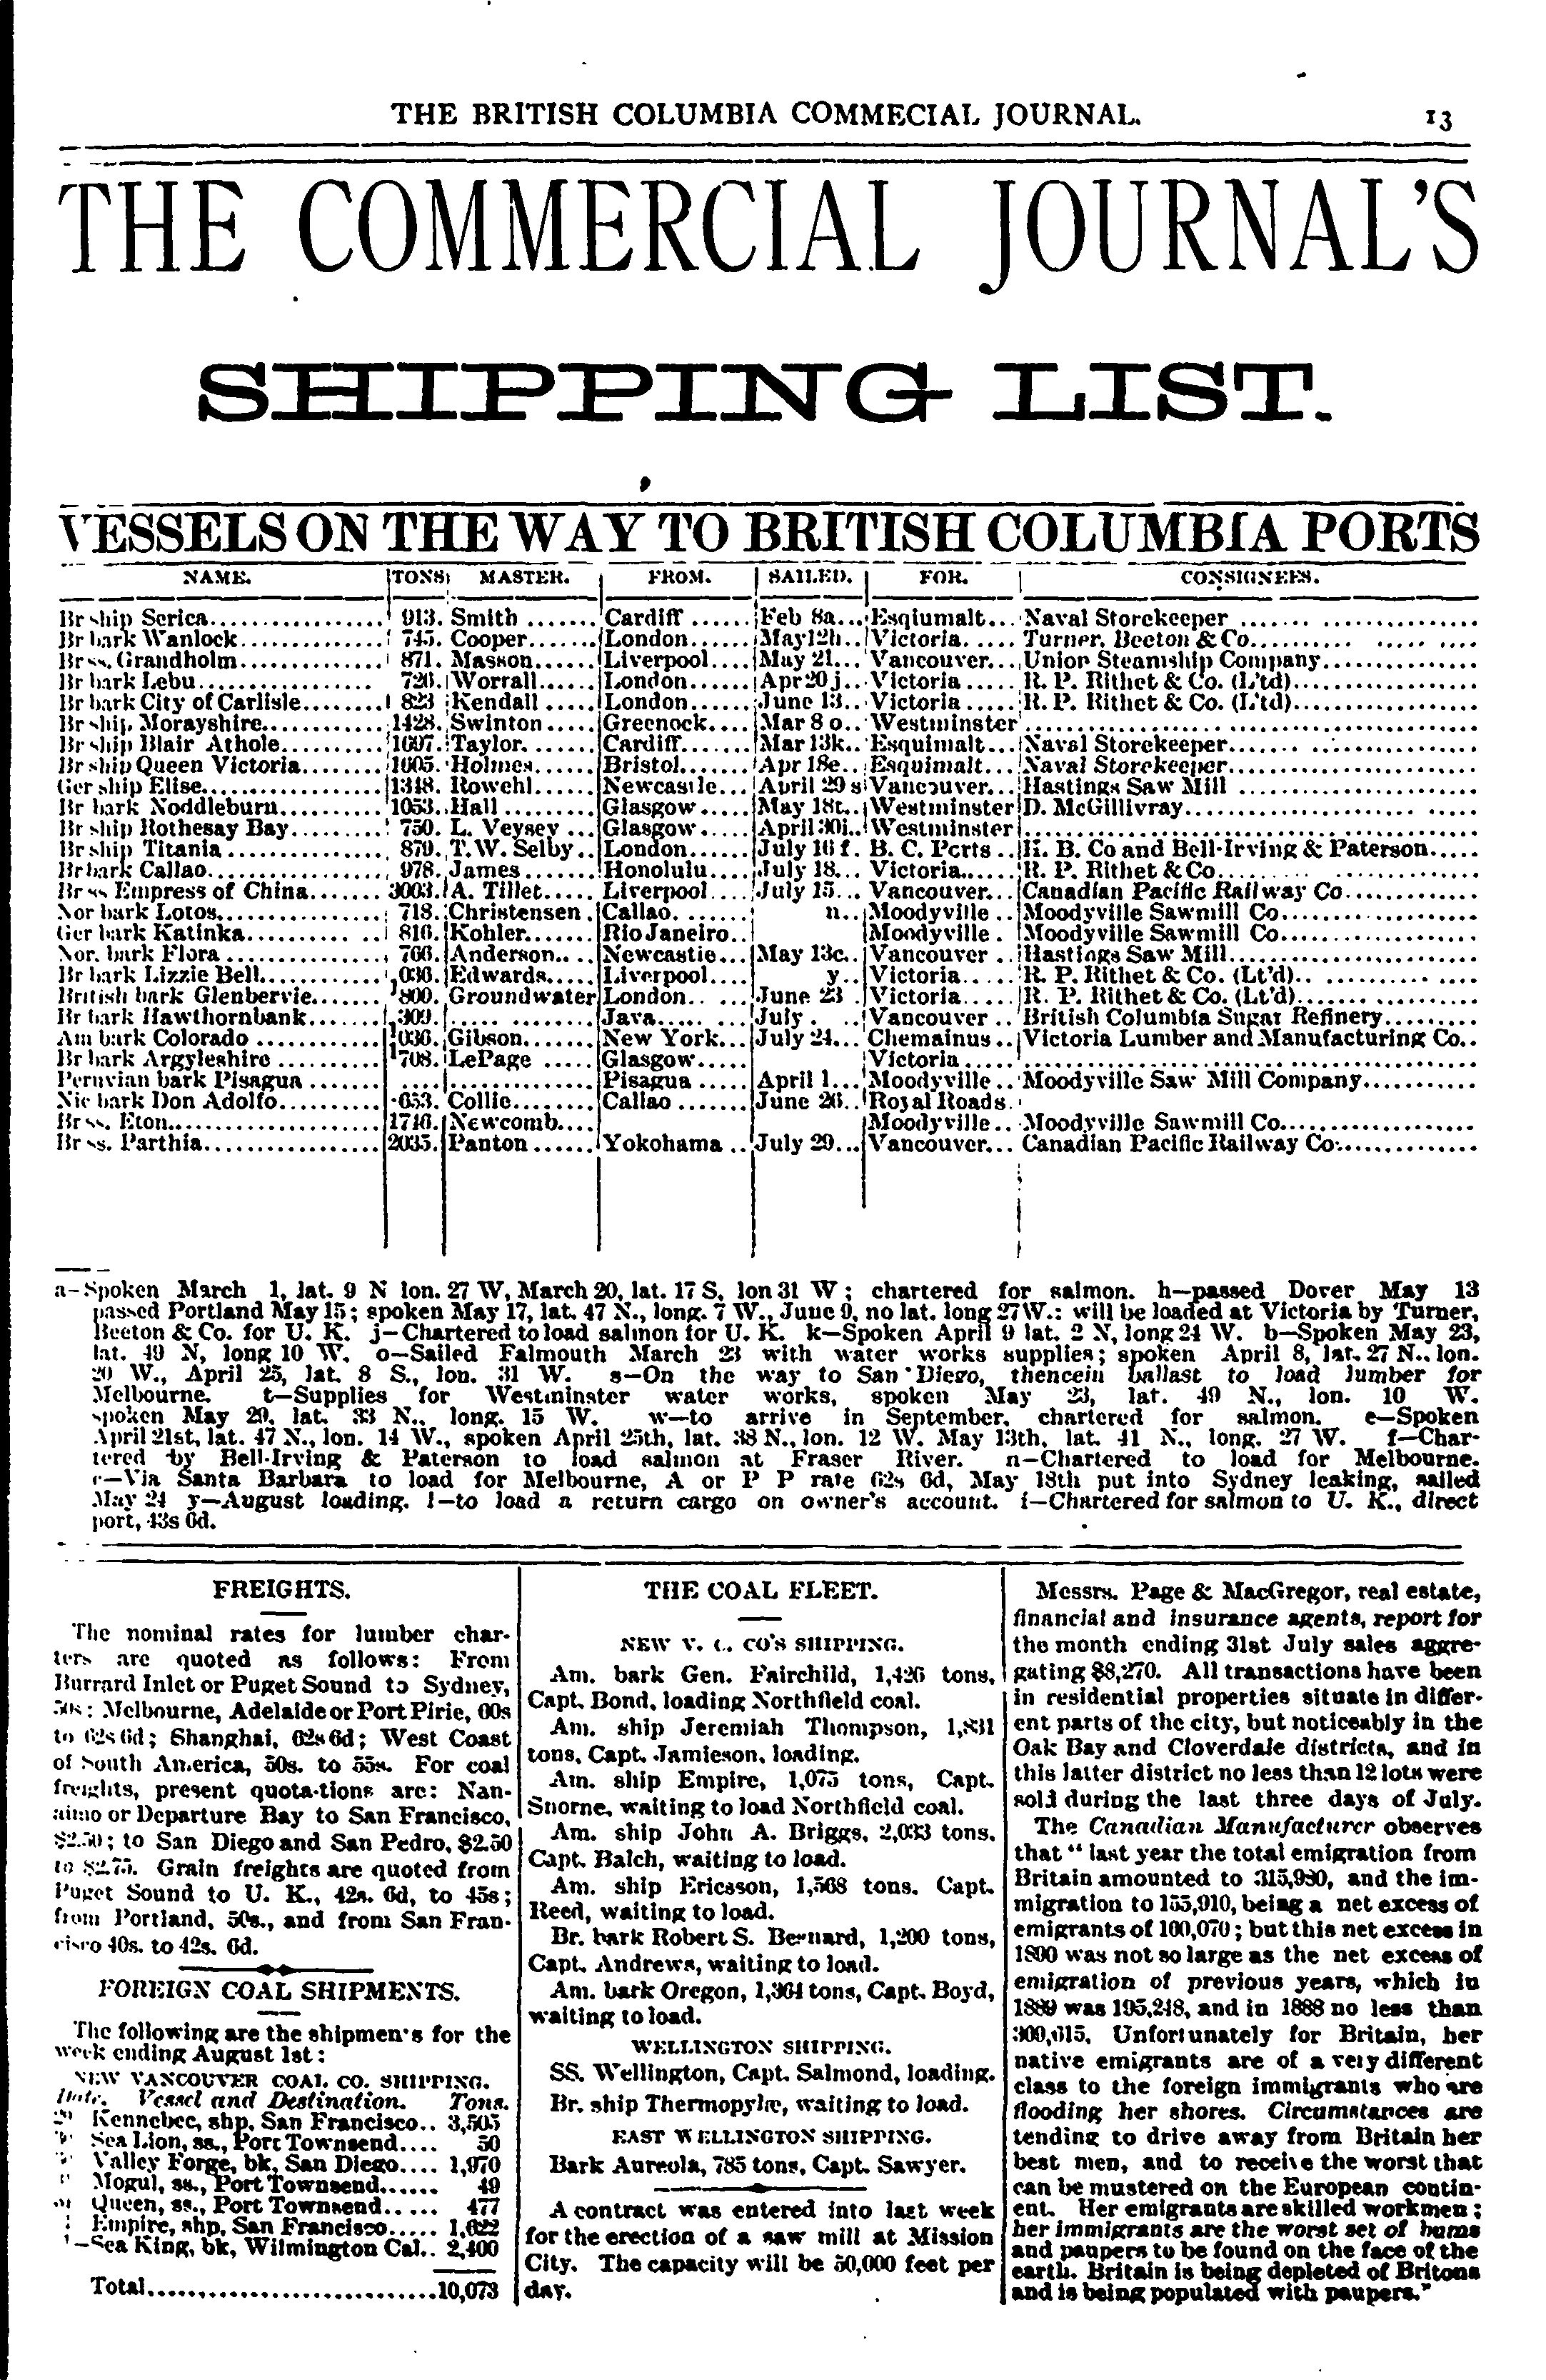 THE BRITISH COLUMBIA COMMECIAL JOURNAL. 13
THE COMMERCIAL JOURNAL'S
SHIPPING LIST.
VESSELS ON THE WAY TO BRITISH COLUMBIA PORTS
NAME. TONS MASTER. FROM. SAILED. FOR. CONSIGNEES.
Br ship Serica 913. Smith Cardiff Feb 8a Esqiumalt Naval Storekeeper
Br bark Wanlock 745. Cooper London May12h Victoria Turner, Beeton & Co
Br ss. Grandholm 871. Masson Liverpool May 21 Vancouver Union Steamship Company
Br bark Lebu 726. Worrall London Apr20 j Victoria R. P. Rithet & Co. (L'td)
Br bark City of Carlisle 823 Kendall London June 13 Victoria R. P. Rithet & Co. (L'td)
Br ship Morayshire 1428. Swinton Greenock Mar 8 o Westminster
Br ship Blair Athole 1697. Taylor Cardiff Mar 13k Esquimalt Naval Storekeeper
Br ship Queen Victoria 1605. Holmes Bristol Apr 18e Esquimalt Naval Storekeeper
Ger ship Elise 1348. Rowehl Newcastle April 29 s Vancouver Hastings Saw Mill
Br bark Noddleburn 1053. Hall Glasgow May 18t Westminster D. McGillivray
Br ship Rothesay Bay 750. L. Veysey Glasgow April 30i Westminster
Br ship Titania 879. T.W. Selby London July 16 f. B. C. Ports H. B. Co and Bell-Irving & Paterson
Br bark Callao 978. James Honolulu July 18 Victoria R. P. Rithet & Co
Br ss Empress of China 3003. A. Tillet Liverpool July 15 Vancouver Canadian Pacific Railway Co
Nor bark Lotos 718. Christensen Callao n Moodyville Moodyville Sawmill Co
Ger bark Katinka 816. Kohler Rio Janeiro Moodyville Moodyville Sawmill Co
Nor. bark Flora 766. Anderson Newcastle May 13c Vancouver Hastings Saw Mill
Br bark Lizzie Bell 1,036. Edwards Liverpool y Victoria R. P. Rithet & Co. (Lt'd)
British bark Glenbervie 800. Groundwater London June 23 Victoria R. P. Rithet & Co. (Lt'd)
Br bark Hawthornbank 1,309. Java July Vancouver British Columbia Sugar Refinery
Am bark Colorado 1036. Gibson New York July 24 Chemainus Victoria Lumber and Manufacturing Co
Br bark Argyleshire 1708. LePage Glasgow Victoria
Peruvian bark Pisagua Pisagua April 1 Moodyville Moodyville Saw Mill Company
Nic bark Don Adolfo 653. Collie Callao June 26 Royal Roads
Br ss. Eton 1746. Newcomb Moodyville Moodyville Sawmill Co
Br ss. Parthia 2035. Panton Yokohama July 29 Vancouver Canadian Pacific Railway Co
a—Spoken March 1, lat. 9 N lon. 27 W, March 20, lat. 17 S, lon 31 W; chartered for salmon. h—passed Dover May 13
passed Portland May 15; spoken May 17, lat. 47 N., long. 7 W., June 9, no lat. long 27 W.: will be loaded at Victoria by Turner,
Beeton & Co. for U. K. j—Chartered to load salmon for U. K. k—Spoken April 9 lat. 2 N, long 24 W. b—Spoken May 23,
lat. 49 N, long 10 W. o—Sailed Falmouth March 23 with water works supplies; spoken April 8, lat. 27 N., lon.
20 W., April 25, lat. 8 S., lon. 31 W. s—On the way to San Diego, thencein ballast to load lumber for
Melbourne. t—Supplies for Westminster water works, spoken May 23, lat. 49 N., lon. 10 W.
spoken May 29, lat. 33 N., long. 15 W. w—to arrive in September, chartered for salmon. e—Spoken
April 21st, lat. 47 N., lon. 14 W., spoken April 25th, lat. 38 N., lon. 12 W. May 13th, lat. 41 N., long. 27 W. f—Char-
tered by Bell-Irving & Paterson to load salmon at Fraser River. n—Chartered to load for Melbourne.
c—Via Santa Barbara to load for Melbourne, A or P P rate 62s 6d, May 18th put into Sydney leaking, sailed
May 24 y—August loading. l—to load a return cargo on owner's account. i—Chartered for salmon to U. K., direct
port, 43s 6d.
FREIGHTS.
The nominal rates for lumber char-
ters are quoted as follows: From
Burrard Inlet or Puget Sound to Sydney,
50s: Melbourne, Adelaide or Port Pirie, 60s
to 62s 6d; Shanghai, 62s 6d; West Coast
of South America, 50s. to 55s. For coal
freights, present quota-tions are: Nan-
aimo or Departure Bay to San Francisco,
$2.50; to San Diego and San Pedro, $2.50
to $2.75. Grain freights are quoted from
Puget Sound to U. K., 42s. 6d, to 45s;
from Portland, 50s., and from San Fran-
cisco 40s. to 42s. 6d.
FOREIGN COAL SHIPMENTS.
The following are the shipmen's for the
week ending August 1st:
NEW VANCOUVER COAL CO. SHIPPING.
Date. Vessel and Destination. Tons.
Kennebec, shp, San Francisco 3,505
Sea Lion, ss., Port Townsend 50
Valley Forge, bk, San Diego 1,970
Mogul, ss., Port Townsend 49
Queen, ss., Port Townsend 477
Empire, shp, San Francisco 1,622
—Sea King, bk, Wilmington Cal 2,400
Total 10,073
THE COAL FLEET.
NEW V. C. CO'S SHIPPING.
Am. bark Gen. Fairchild, 1,426 tons,
Capt. Bond, loading Northfield coal.
Am. ship Jeremiah Thompson, 1,831
tons, Capt. Jamieson, loading.
Am. ship Empire, 1,075 tons, Capt.
Snorne, waiting to load Northfield coal.
Am. ship John A. Briggs, 2,033 tons.
Capt. Balch, waiting to load.
Am. ship Ericsson, 1,568 tons. Capt.
Reed, waiting to load.
Br. bark Robert S. Bernard, 1,200 tons,
Capt. Andrews, waiting to load.
Am. bark Oregon, 1,364 tons, Capt. Boyd,
waiting to load.
WELLINGTON SHIPPING.
SS. Wellington, Capt. Salmond, loading.
Br. ship Thermopylæ, waiting to load.
EAST WELLINGTON SHIPPING.
Bark Aureola, 785 tons, Capt. Sawyer.
A contract was entered into last week
for the erection of a saw mill at Mission
City. The capacity will be 50,000 feet per
day.
Messrs. Page & MacGregor, real estate,
financial and insurance agents, report for
the month ending 31st July sales aggre-
gating $8,270. All transactions have been
in residential properties situate in differ-
ent parts of the city, but noticeably in the
Oak Bay and Cloverdale districts, and in
this latter district no less than 12 lots were
sold during the last three days of July.
The Canadian Manufacturer observes
that "last year the total emigration from
Britain amounted to 315,980, and the im-
migration to 155,910, being a net excess of
emigrants of 160,070; but this net excess in
1890 was not so large as the net excess of
emigration of previous years, which in
1889 was 195,248, and in 1888 no less than
309,615. Unfortunately for Britain, her
native emigrants are of a very different
class to the foreign immigrants who are
flooding her shores. Circumstances are
tending to drive away from Britain her
best men, and to receive the worst that
can be mustered on the European contin-
ent. Her emigrants are skilled workmen;
her immigrants are the worst set of bums
and paupers to be found on the face of the
earth. Britain is being depleted of Britons
and is being populated with paupers."